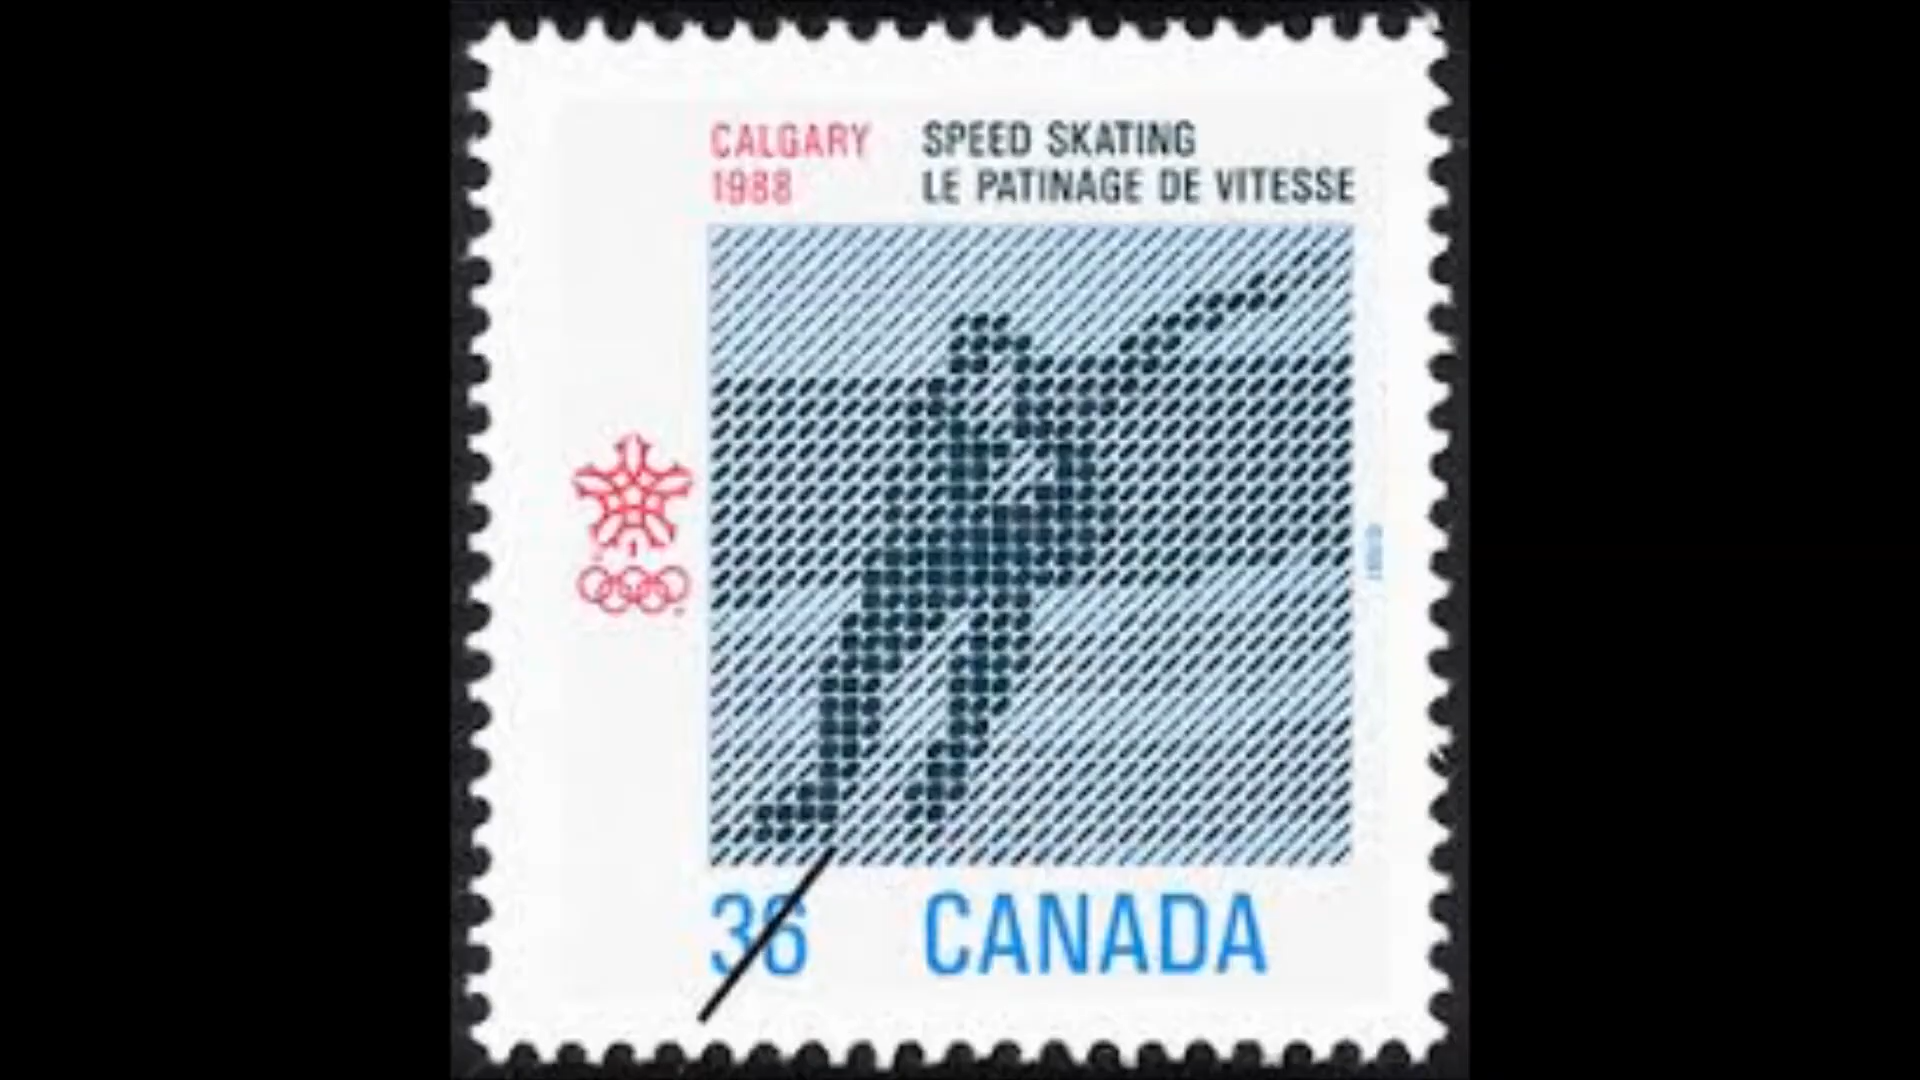 CALGARY
1988
SPEED SKATING
LE PATINAGE DE VITESSE
36
CANADA